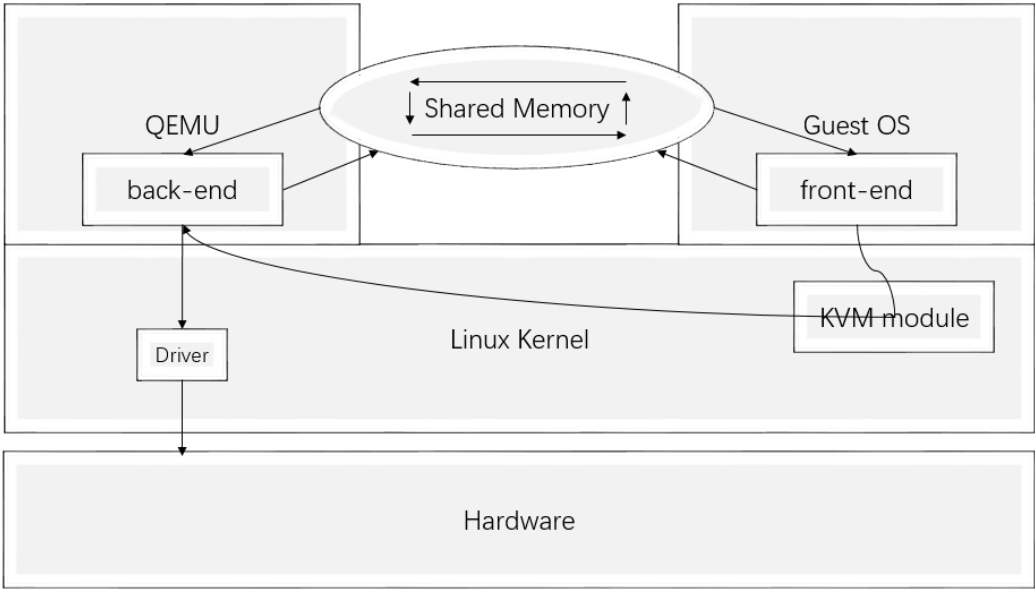 Shared Memory
QEMU
Guest OS
back-end
front-end
KVM module
Linux Kernel
Driver
Hardware